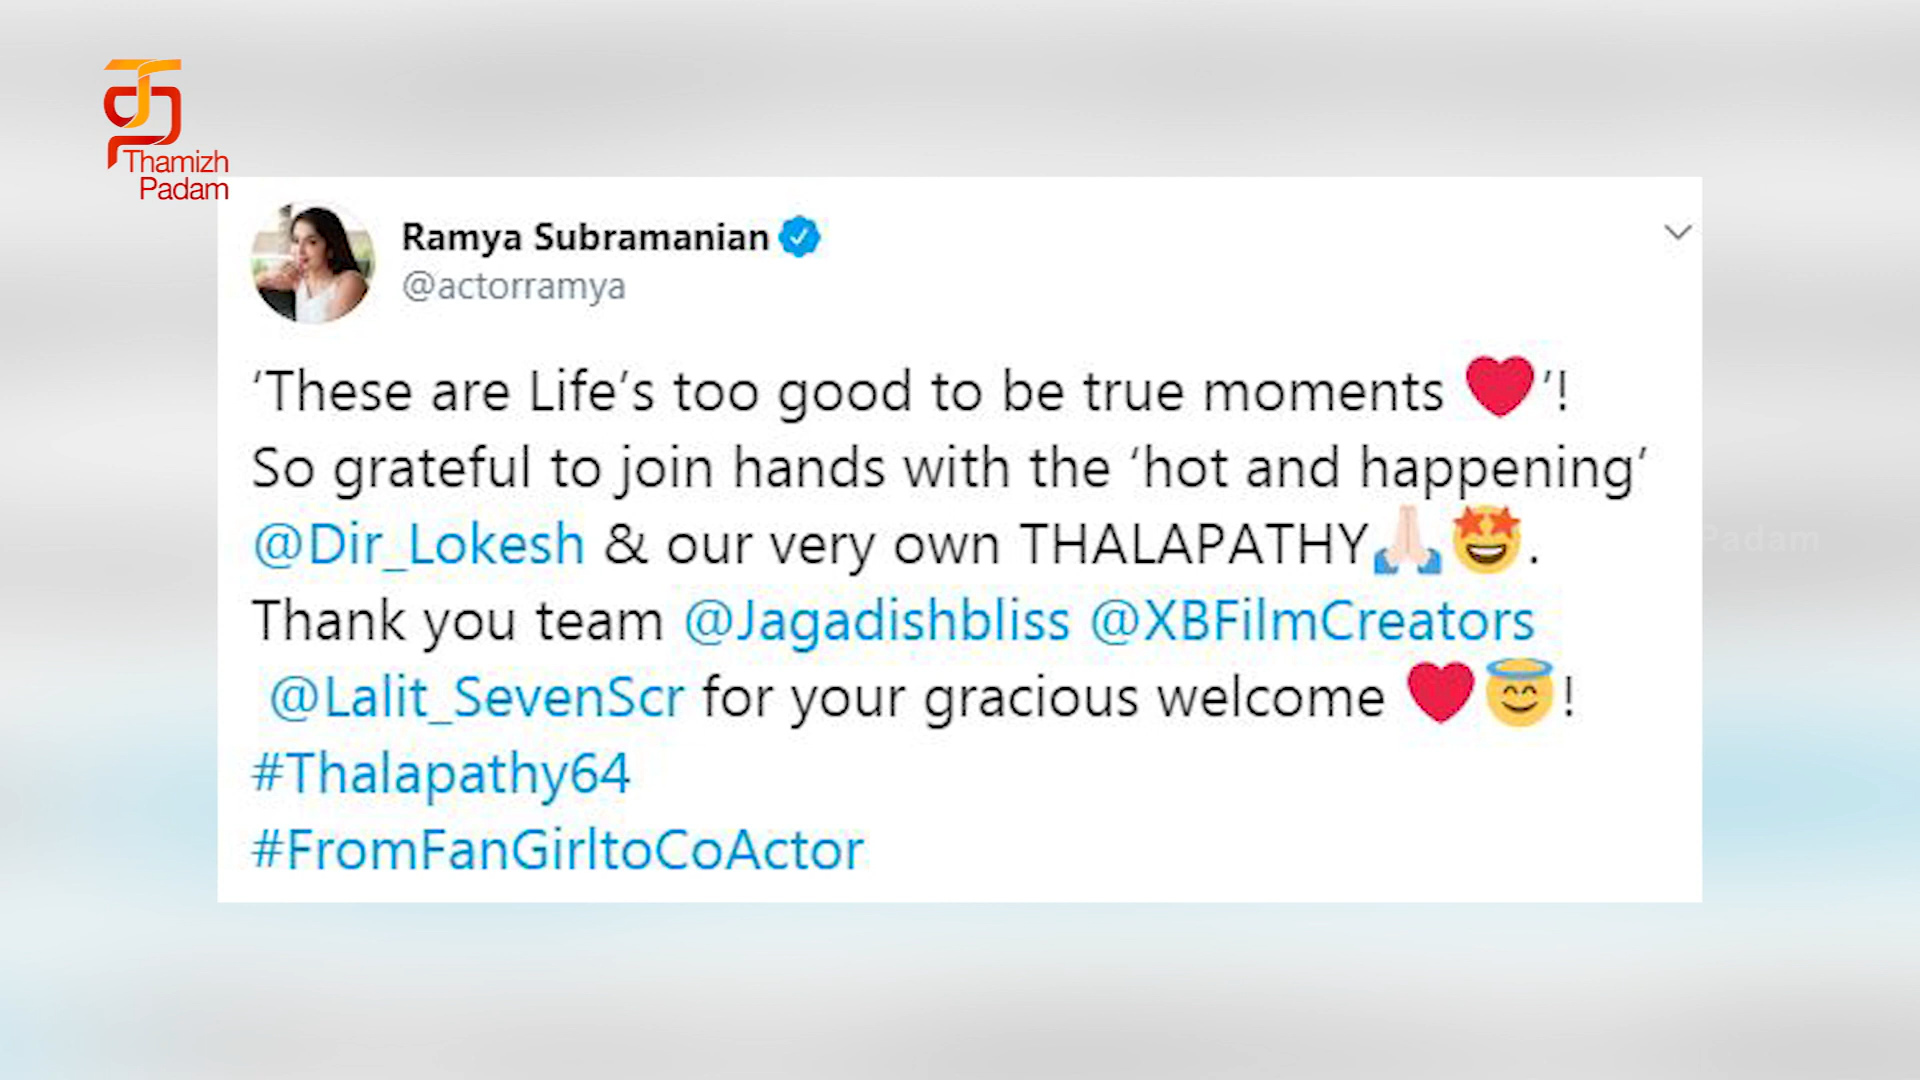 Thamizh
Padam
Ramya Subramanian
@actorramya
‘These are Life’s too good to be true moments ❤’!
So grateful to join hands with the ‘hot and happening’
@Dir_Lokesh & our very own THALAPATHY🙏🏻🤩.
Thank you team @Jagadishbliss @XBFilmCreators
@Lalit_SevenScr for your gracious welcome ❤😇!
#Thalapathy64
#FromFanGirltoCoActor
Padam